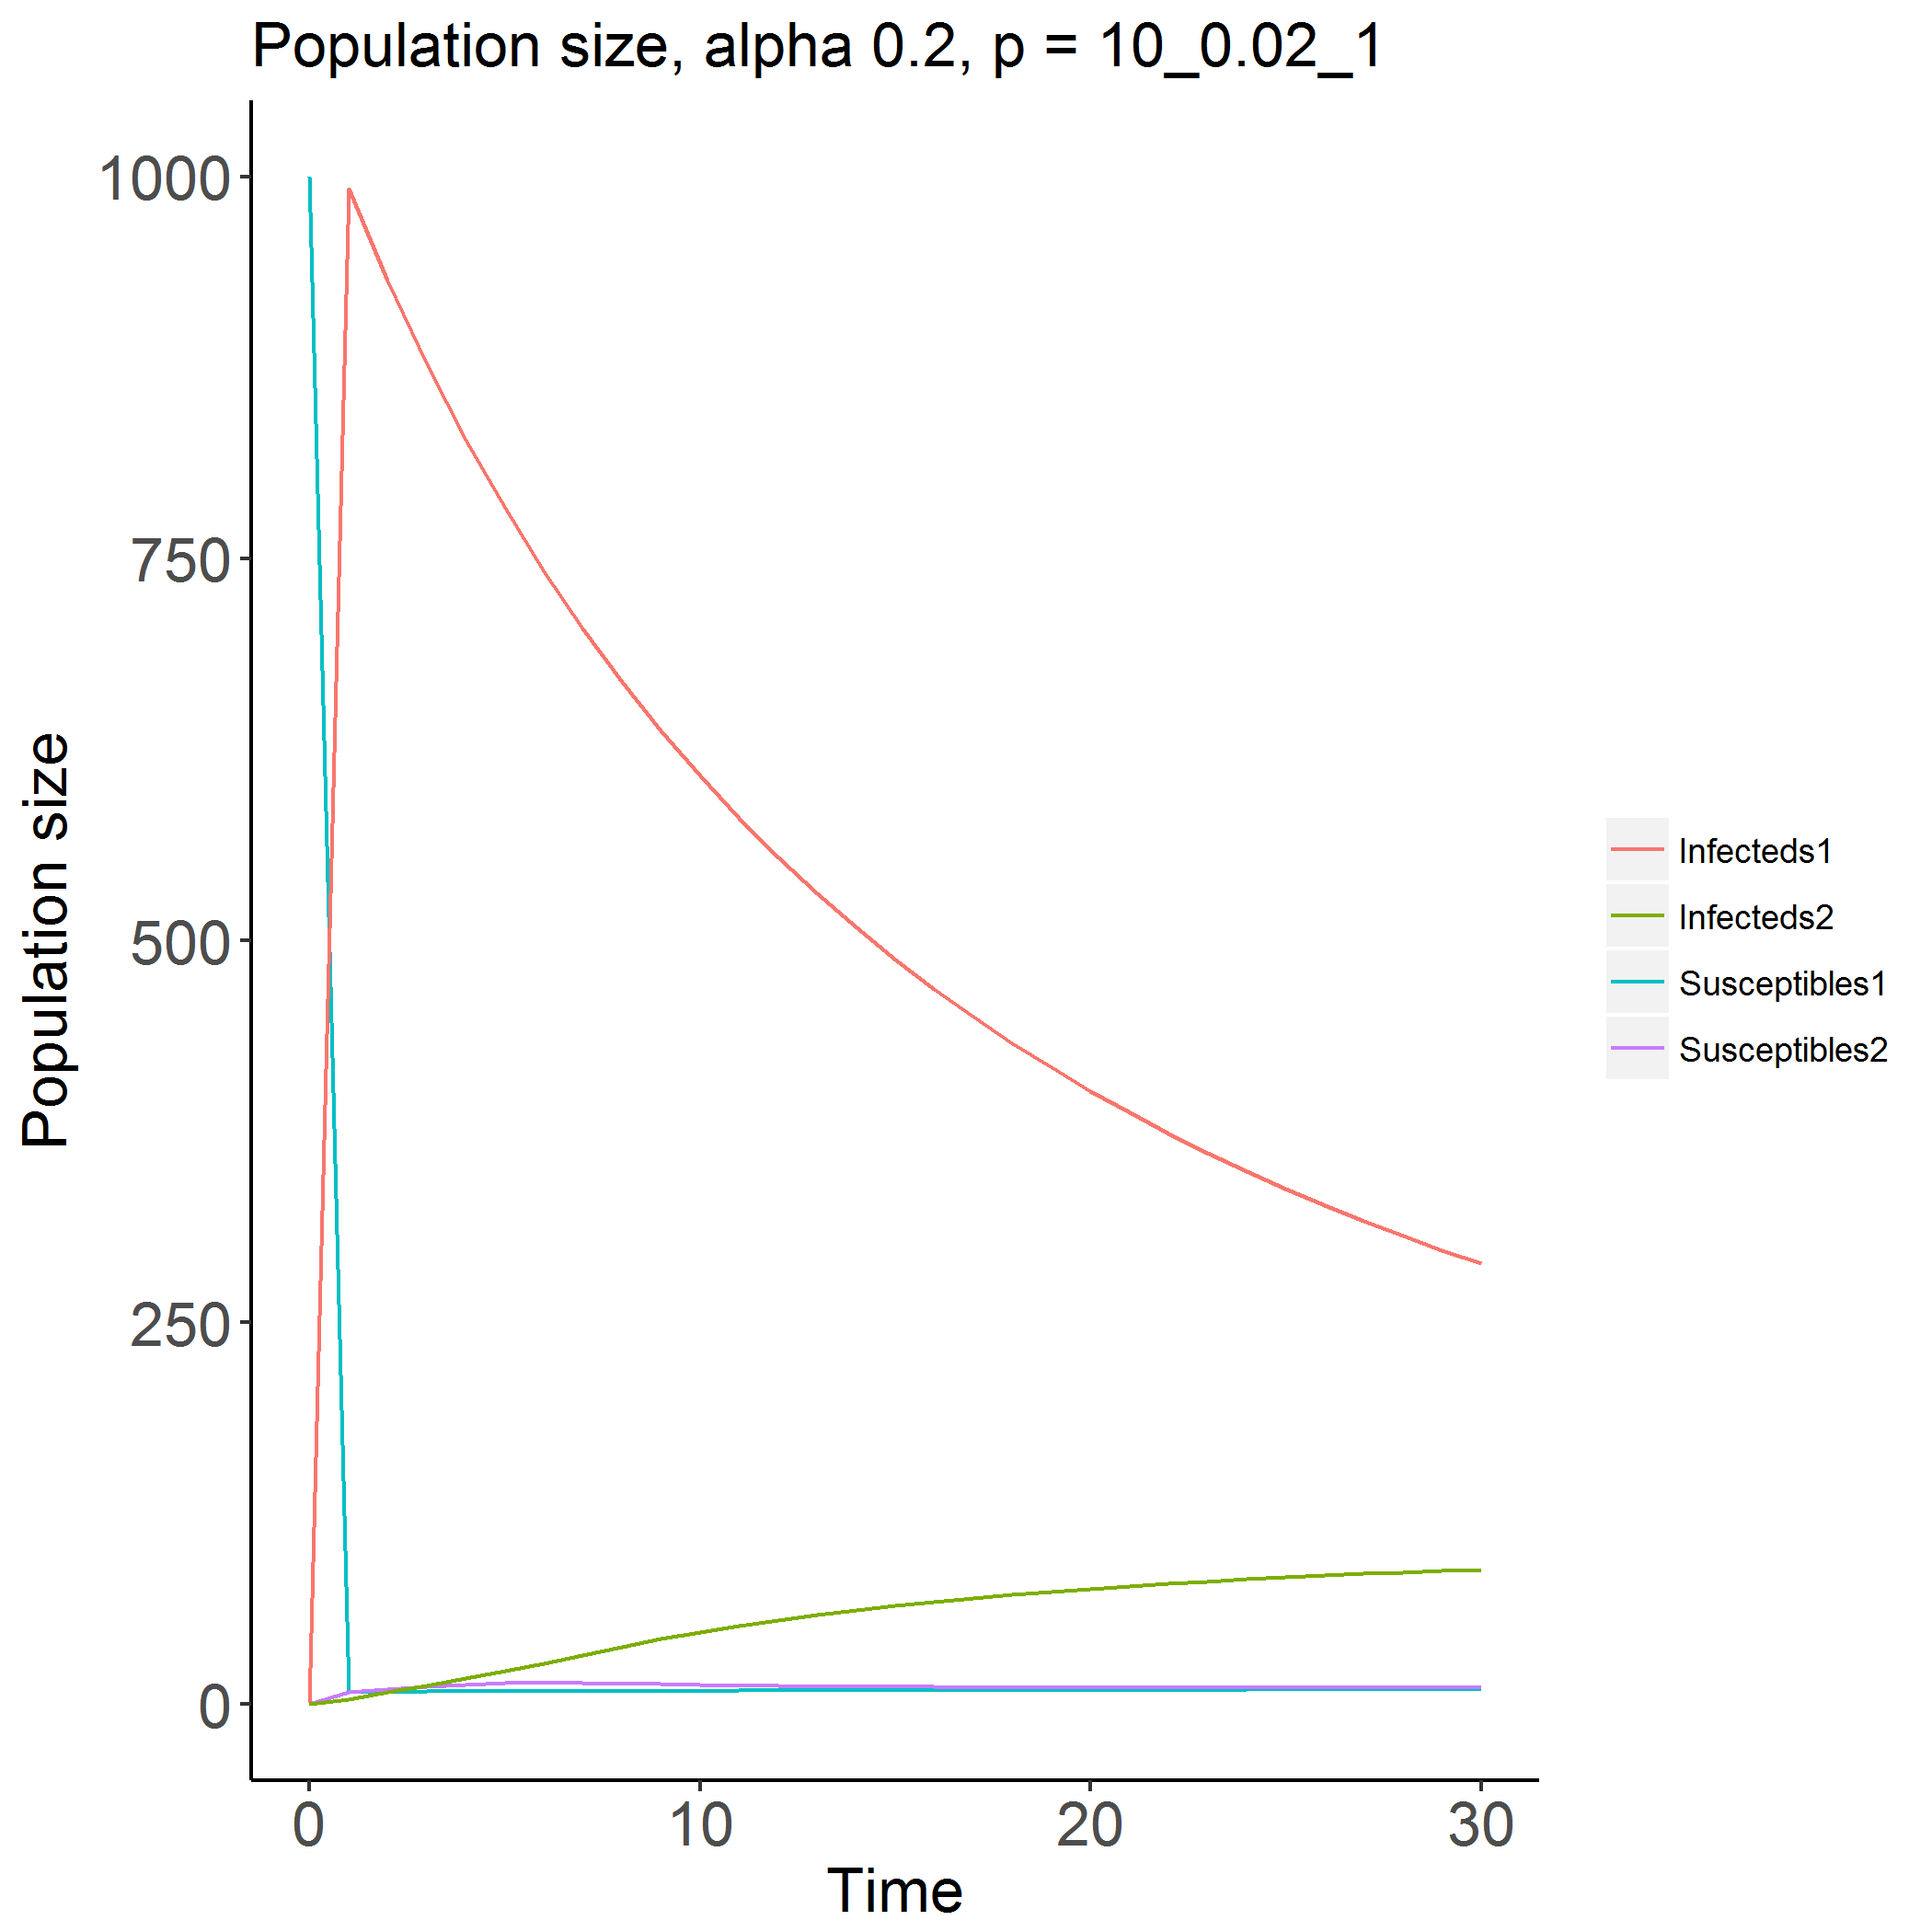 Population size, alpha 0.2, p = 10_0.02_1
1000
750
500
250
0
Population size
0 10 20 30
Time
Infecteds1
Infecteds2
Susceptibles1
Susceptibles2